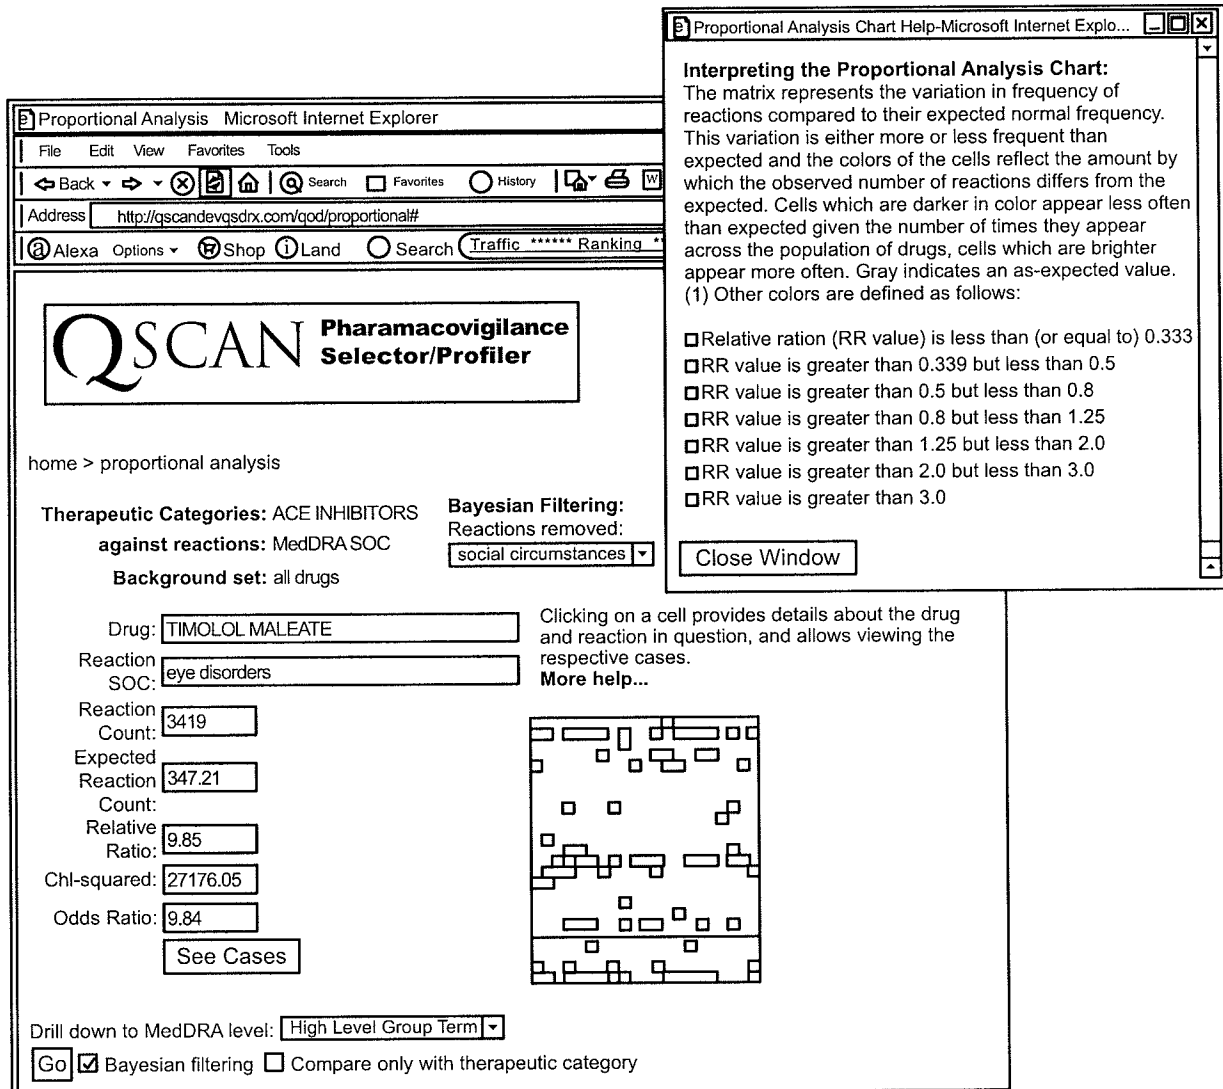 Proportional Analysis Chart Help-Microsoft Internet Explo...
Interpreting the Proportional Analysis Chart:
The matrix represents the variation in frequency of
reactions compared to their expected normal frequency.
This variation is either more or less frequent than
expected and the colors of the cells reflect the amount by
which the observed number of reactions differs from the
expected. Cells which are darker in color appear less often
than expected given the number of times they appear
across the population of drugs, cells which are brighter
appear more often. Gray indicates an as-expected value.
(1) Other colors are defined as follows:
Relative ration (RR value) is less than (or equal to) 0.333
RR value is greater than 0.339 but less than 0.5
RR value is greater than 0.5 but less than 0.8
RR value is greater than 0.8 but less than 1.25
RR value is greater than 1.25 but less than 2.0
RR value is greater than 2.0 but less than 3.0
RR value is greater than 3.0
Close Window
Proportional Analysis Microsoft Internet Explorer
File Edit View Favorites Tools
Back Search Favorites History W
Address http://qscandevqsdrx.com/qod/proportional#
a Alexa Options Shop i Land Search Traffic ****** Ranking *
QSCAN Pharamacovigilance
Selector/Profiler
home > proportional analysis
Therapeutic Categories: ACE INHIBITORS
against reactions: MedDRA SOC
Background set: all drugs
Bayesian Filtering:
Reactions removed:
social circumstances
Drug: TIMOLOL MALEATE
Reaction
SOC: eye disorders
Reaction
Count: 3419
Expected
Reaction 347.21
Count:
Relative
Ratio: 9.85
Chl-squared: 27176.05
Odds Ratio: 9.84
See Cases
Clicking on a cell provides details about the drug
and reaction in question, and allows viewing the
respective cases.
More help...
Drill down to MedDRA level: High Level Group Term
Go Bayesian filtering Compare only with therapeutic category